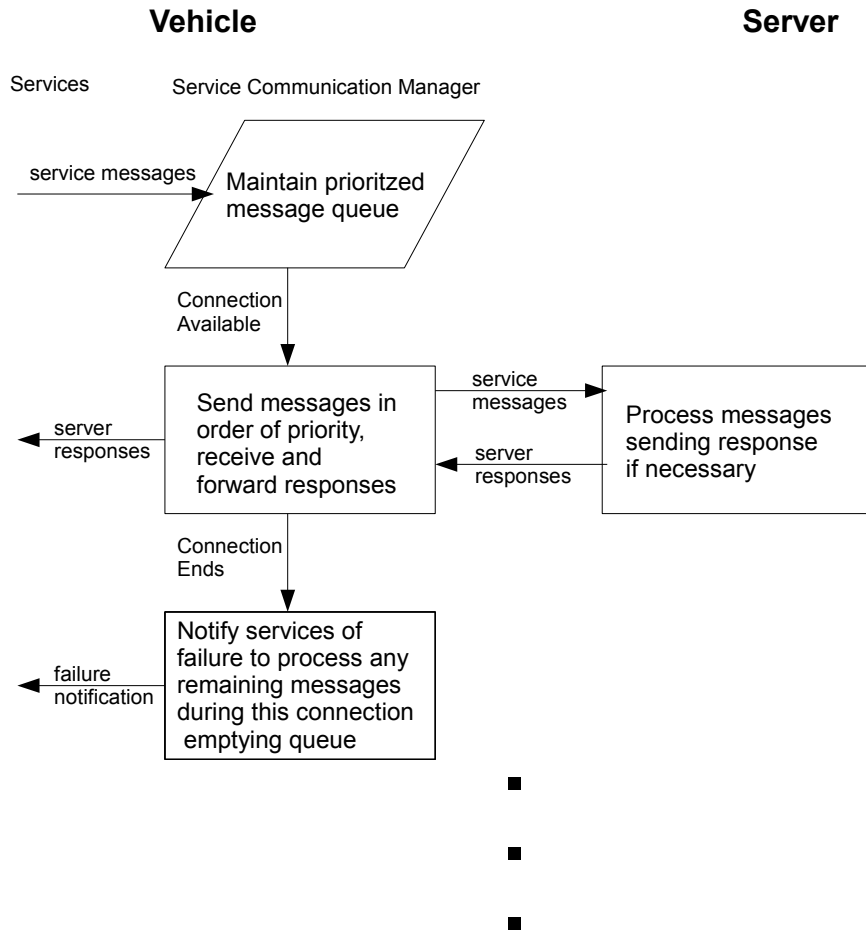 Vehicle
Server
Services
Service Communication Manager
service messages
Maintain prioritzed
message queue
Connection
Available
Send messages in
order of priority,
receive and
forward responses
service
messages
server
responses
server
responses
Process messages
sending response
if necessary
Connection
Ends
Notify services of
failure to process any
remaining messages
during this connection
emptying queue
failure
notification